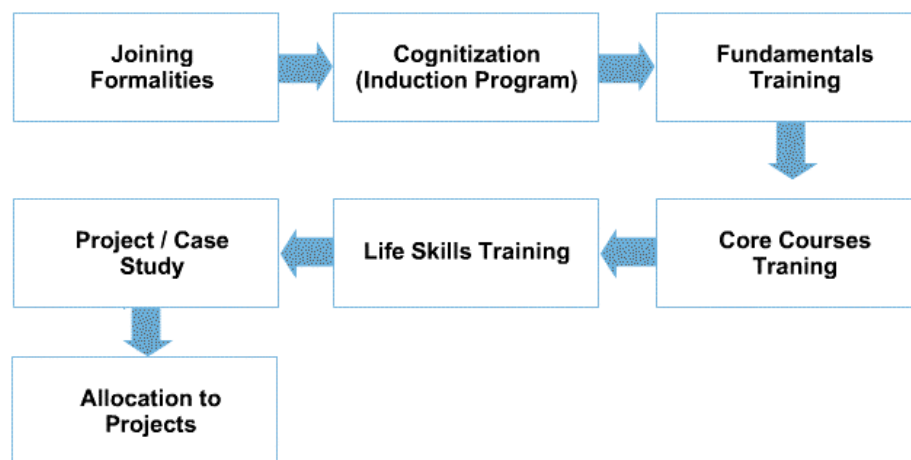 Joining
Formalities
Cognitization
(Induction Program)
Fundamentals
Training
Core Courses
Traning
Life Skills Training
Project / Case
Study
Allocation to
Projects